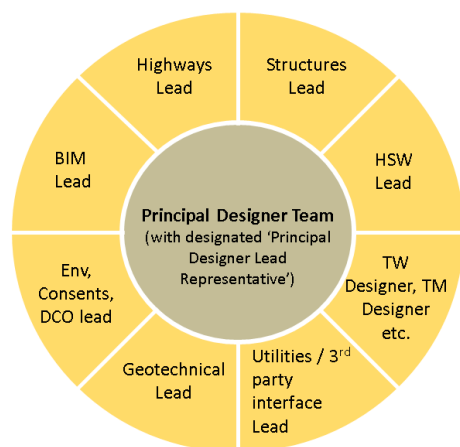 Highways
Lead
Structures
Lead
BIM
Lead
HSW
Lead
Principal Designer Team
(with designated ‘Principal
Designer Lead
Representative’)
Env,
Consents,
DCO lead
TW
Designer, TM
Designer
etc.
Geotechnical
Lead
Utilities / 3rd
party
interface
Lead